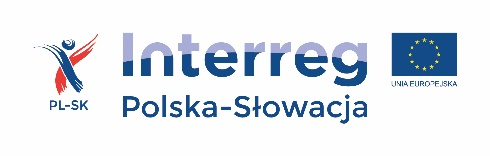 PL-SK
Interreg
Polska-Słowacja
UNIA EUROPEJSKA